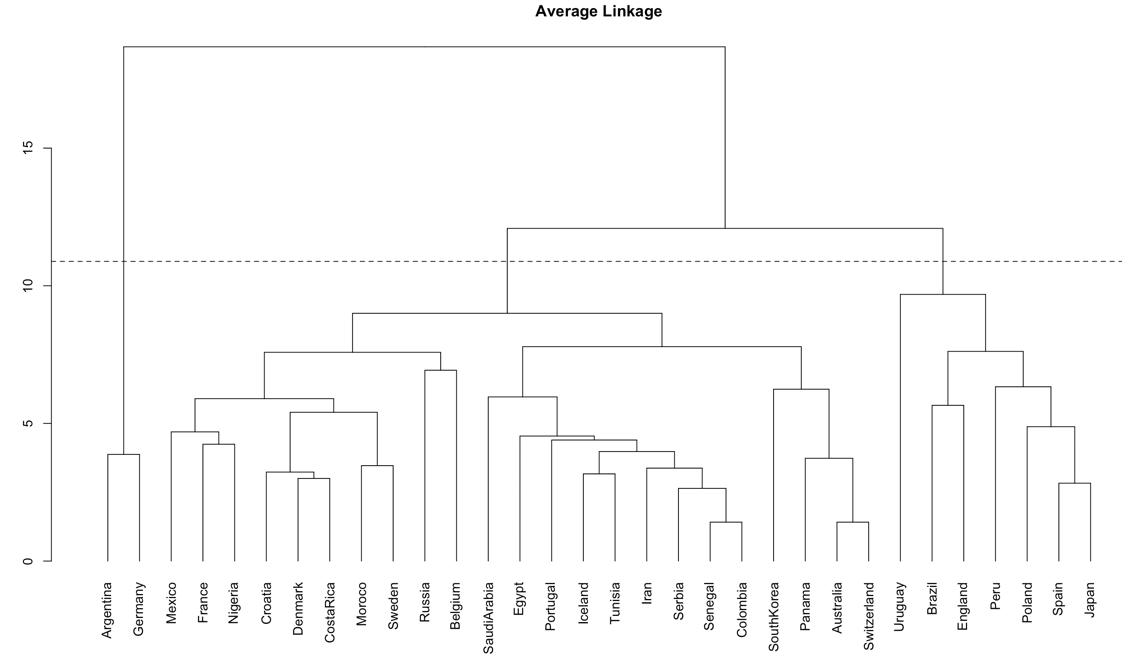 Average Linkage
15
10
5
0
Argentina
Germany
Mexico
France
Nigeria
Croatia
Denmark
CostaRica
Moroco
Sweden
Russia
Belgium
SaudiArabia
Egypt
Portugal
Iceland
Tunisia
Iran
Serbia
Senegal
Colombia
SouthKorea
Panama
Australia
Switzerland
Uruguay
Brazil
England
Peru
Poland
Spain
Japan